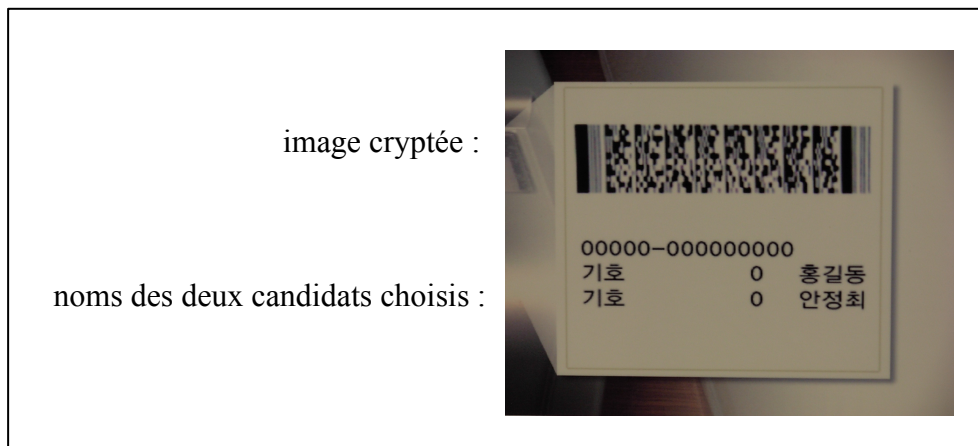 image cryptée :
00000-000000000
기호 0 홍길동
noms des deux candidats choisis :
기호 0 안정최